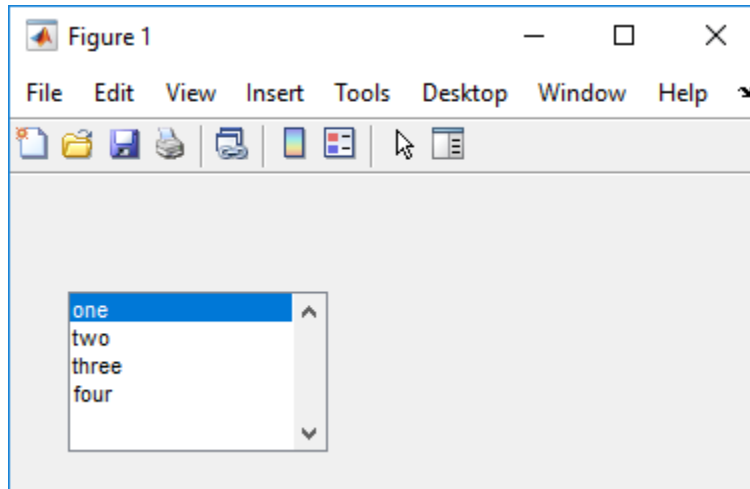 Figure 1
File Edit View Insert Tools Desktop Window Help
one
two
three
four